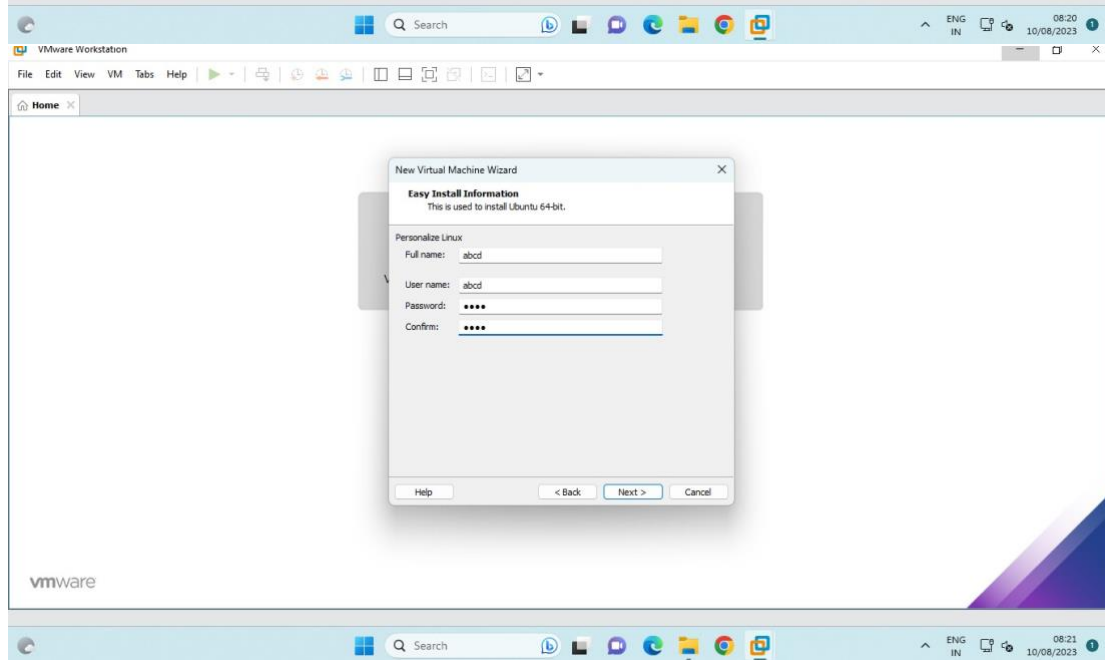 Search
ENG 08:20
IN 10/08/2023 1
VMware Workstation
File Edit View VM Tabs Help
Home
New Virtual Machine Wizard
Easy Install Information
This is used to install Ubuntu 64-bit.
Personalize Linux
Full name: abcd
User name: abcd
Password: ••••
Confirm: ••••
Help < Back Next > Cancel
vmware
Search
ENG 08:21
IN 10/08/2023 1